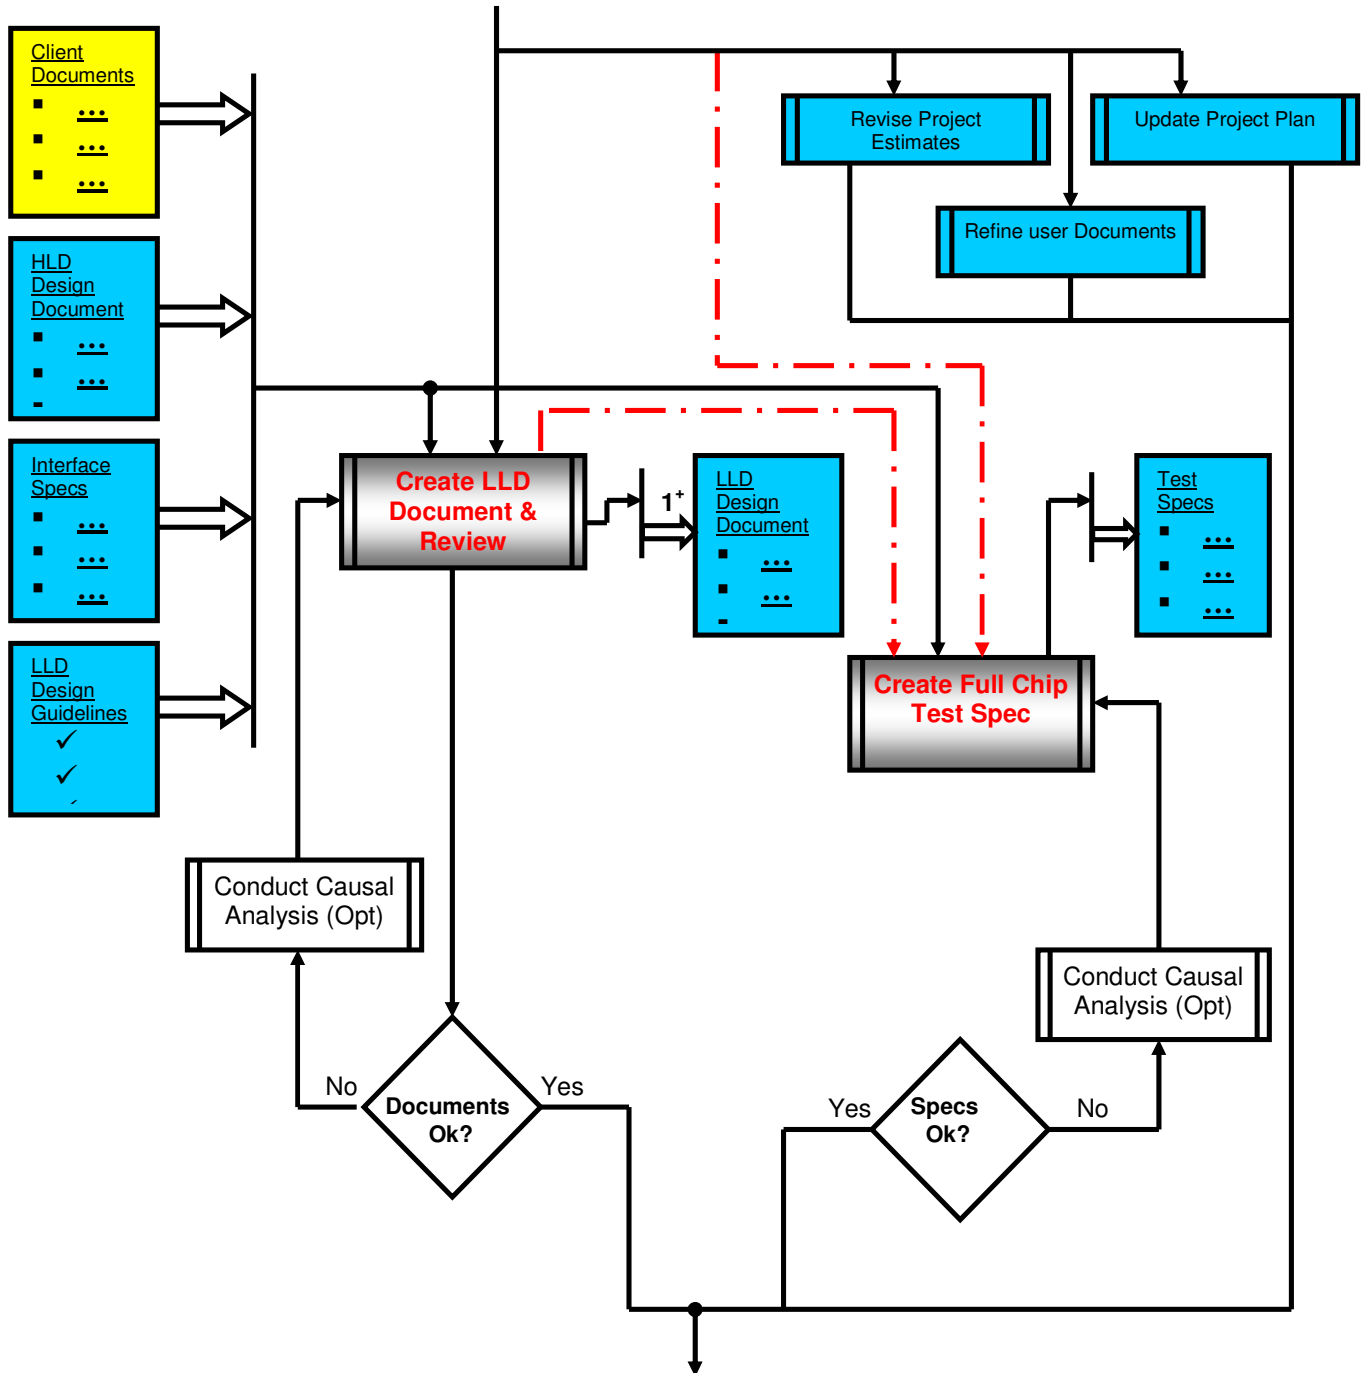 Client
Documents
...
...
...
HLD
Design
Document
...
...
Interface
Specs
...
...
...
LLD
Design
Guidelines
✓
✓
Revise Project
Estimates
Update Project Plan
Refine user Documents
Create LLD
Document &
Review
1+
LLD
Design
Document
...
...
Test
Specs
...
...
...
Create Full Chip
Test Spec
Conduct Causal
Analysis (Opt)
Conduct Causal
Analysis (Opt)
No
Documents
Ok?
Yes
Yes
Specs
Ok?
No